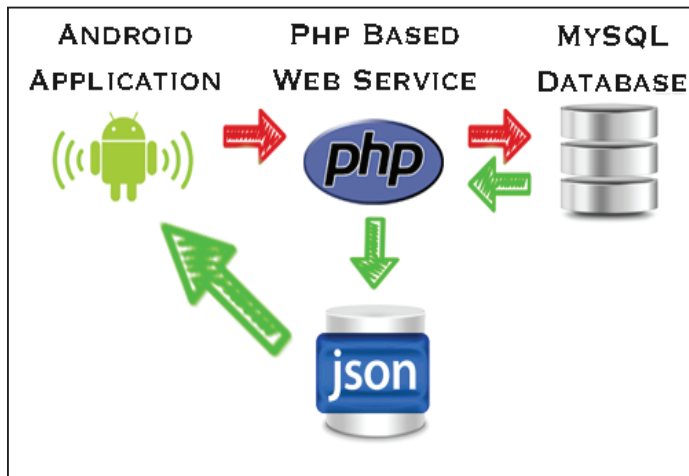 ANDROID
APPLICATION
PHP BASED
WEB SERVICE
MYSQL
DATABASE
php
json